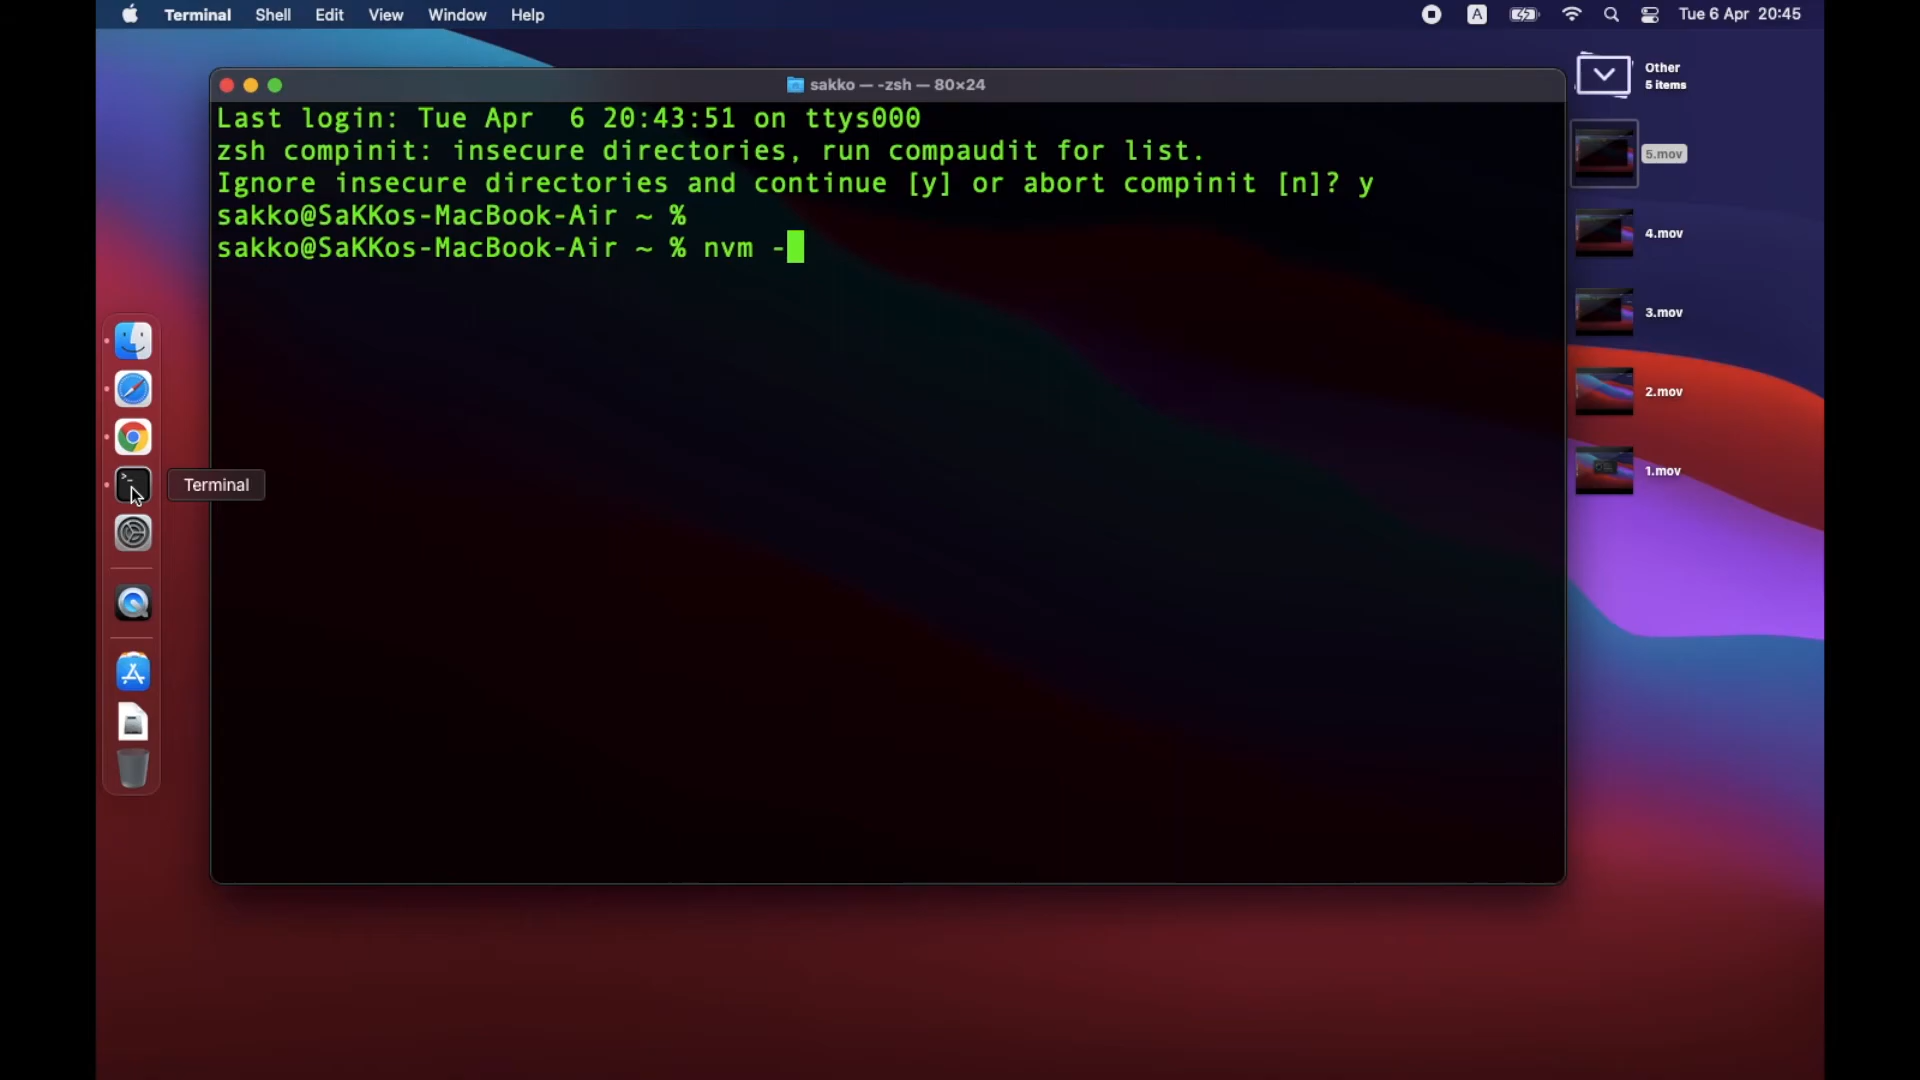 Terminal Shell Edit View Window Help
A Tue 6 Apr 20:45
sakko — -zsh — 80×24
Last login: Tue Apr  6 20:43:51 on ttys000
zsh compinit: insecure directories, run compaudit for list.
Ignore insecure directories and continue [y] or abort compinit [n]? y
sakko@SaKKos-MacBook-Air ~ %
sakko@SaKKos-MacBook-Air ~ % nvm -
Terminal
Other
5 items
5.mov
4.mov
3.mov
2.mov
1.mov